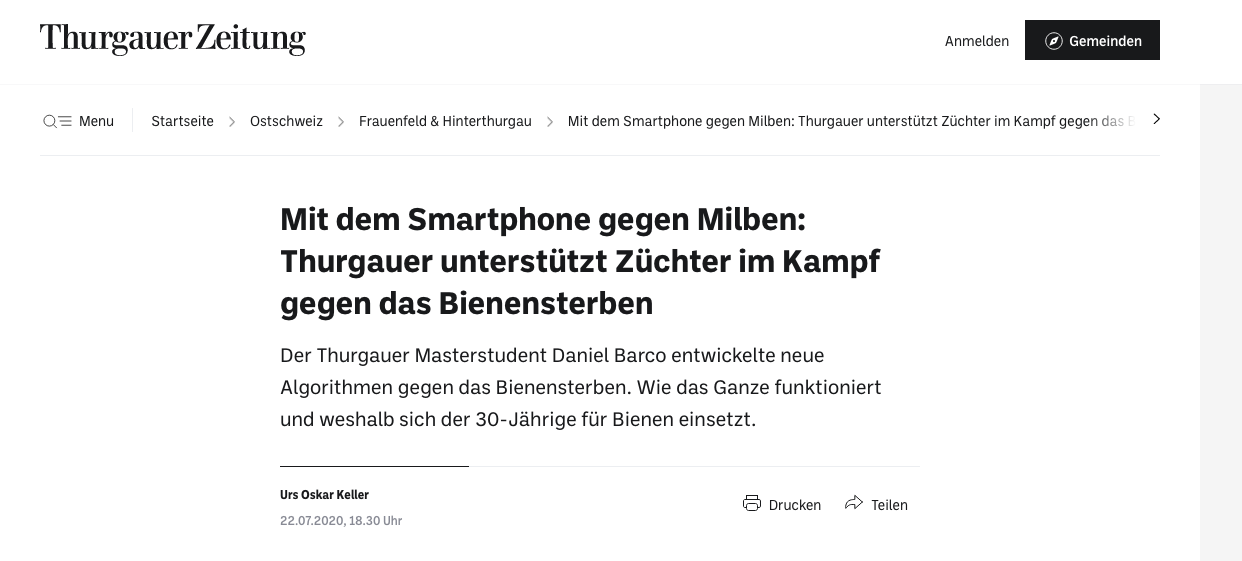 Thurgauer Zeitung
Anmelden
Gemeinden
Menu
Startseite
Ostschweiz
Frauenfeld & Hinterthurgau
Mit dem Smartphone gegen Milben: Thurgauer unterstützt Züchter im Kampf gegen das B
Mit dem Smartphone gegen Milben:
Thurgauer unterstützt Züchter im Kampf
gegen das Bienensterben
Der Thurgauer Masterstudent Daniel Barco entwickelte neue
Algorithmen gegen das Bienensterben. Wie das Ganze funktioniert
und weshalb sich der 30-Jährige für Bienen einsetzt.
Urs Oskar Keller
22.07.2020, 18.30 Uhr
Drucken
Teilen